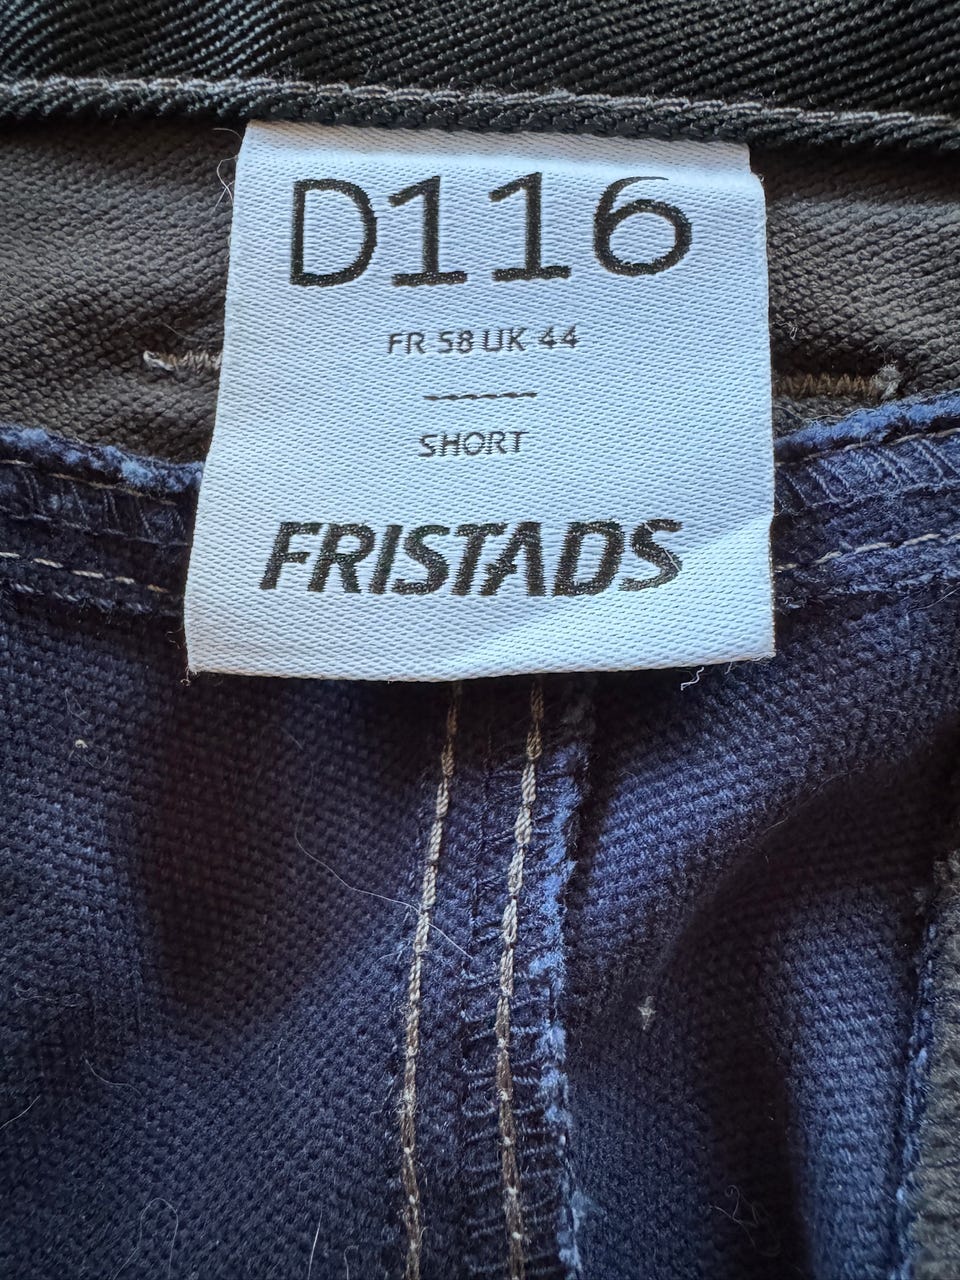 D116
FR 58 UK 44
SHORT
FRISTADS